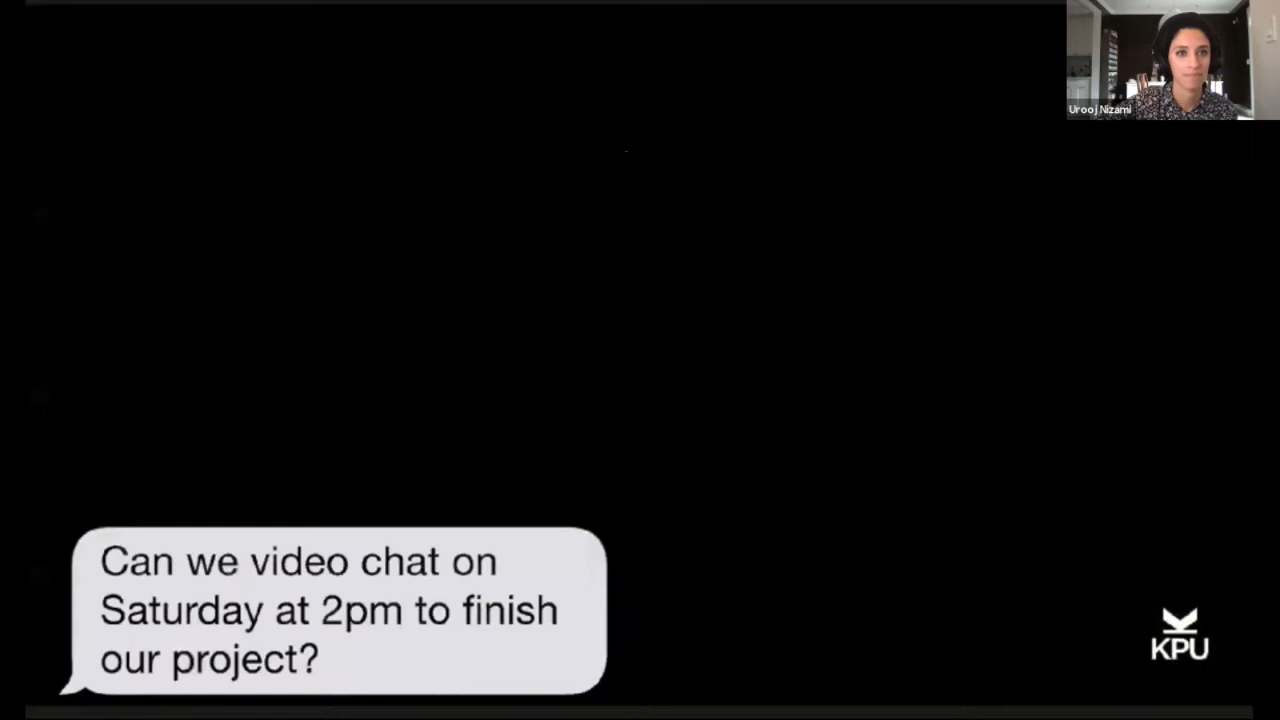 Urooj Nizami
Can we video chat on
Saturday at 2pm to finish
our project?
KPU